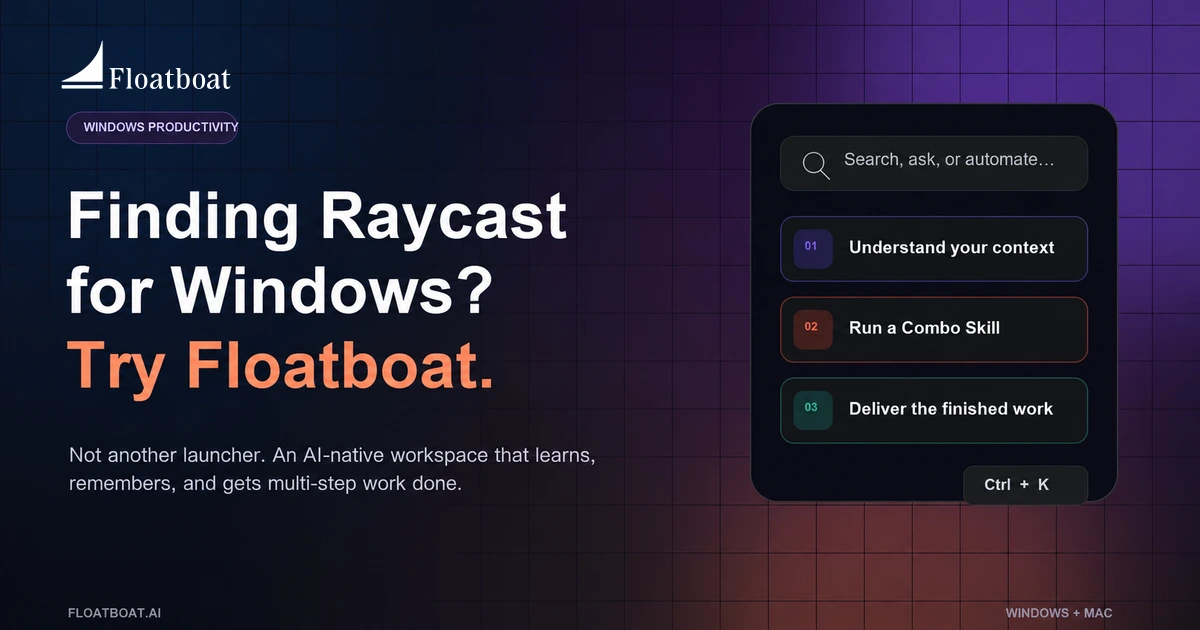 Floatboat
WINDOWS PRODUCTIVITY
Finding Raycast
for Windows?
Try Floatboat.
Not another launcher. An AI-native workspace that learns,
remembers, and gets multi-step work done.
Search, ask, or automate...
01
Understand your context
02
Run a Combo Skill
03
Deliver the finished work
Ctrl + K
FLOATBOAT.AI
WINDOWS + MAC